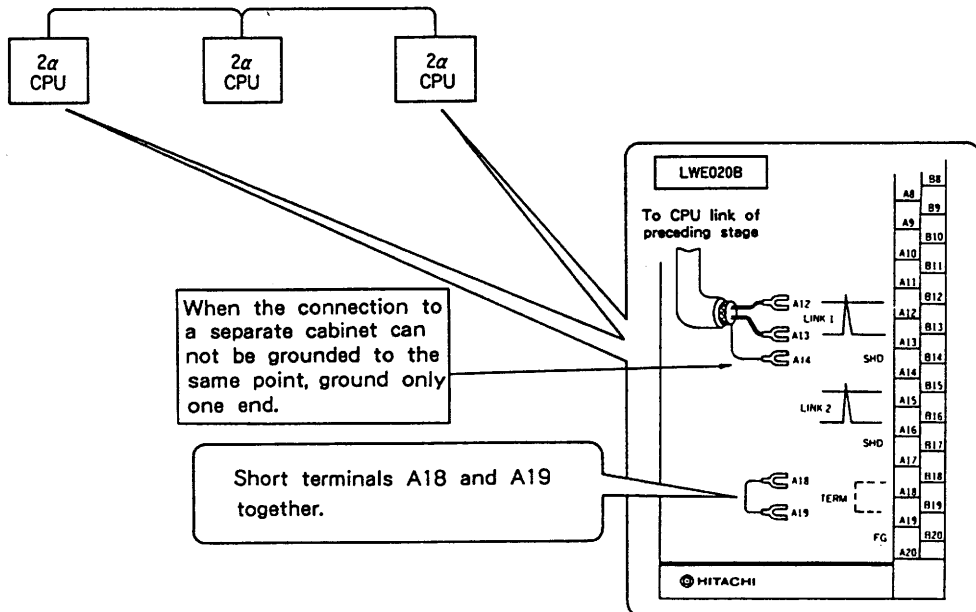 2α
CPU
2α
CPU
2α
CPU
LWE020B
To CPU link of
preceding stage
When the connection to
a separate cabinet can
not be grounded to the
same point, ground only
one end.
A12
LINK 1
A13
A14
SHD
LINK 2
SHD
Short terminals A18 and A19
together.
A18
TERM
A19
FG
A8
A9
A10
A11
A12
A13
A14
A15
A16
A17
A18
A19
A20
B8
B9
B10
B11
B12
B13
B14
B15
B16
B17
B18
B19
B20
HITACHI